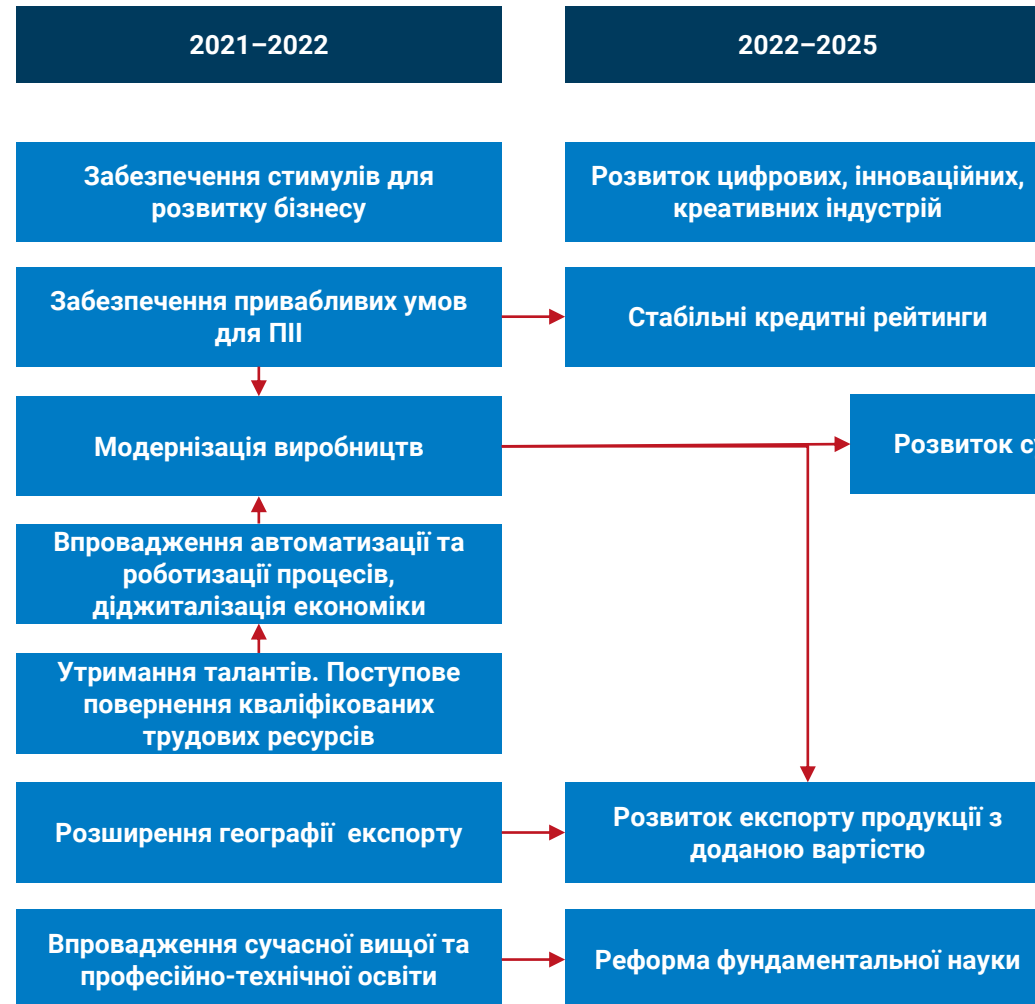 2021–2022
2022–2025
Забезпечення стимулів для
розвитку бізнесу
Розвиток цифрових, інноваційних,
креативних індустрій
Забезпечення привабливих умов
для ПІІ
Стабільні кредитні рейтинги
Модернізація виробництв
Розвиток
Впровадження автоматизації та
роботизації процесів,
діджиталізація економіки
Утримання талантів. Поступове
повернення кваліфікованих
трудових ресурсів
Розширення географії експорту
Розвиток експорту продукції з
доданою вартістю
Впровадження сучасної вищої та
професійно-технічної освіти
Реформа фундаментальної науки